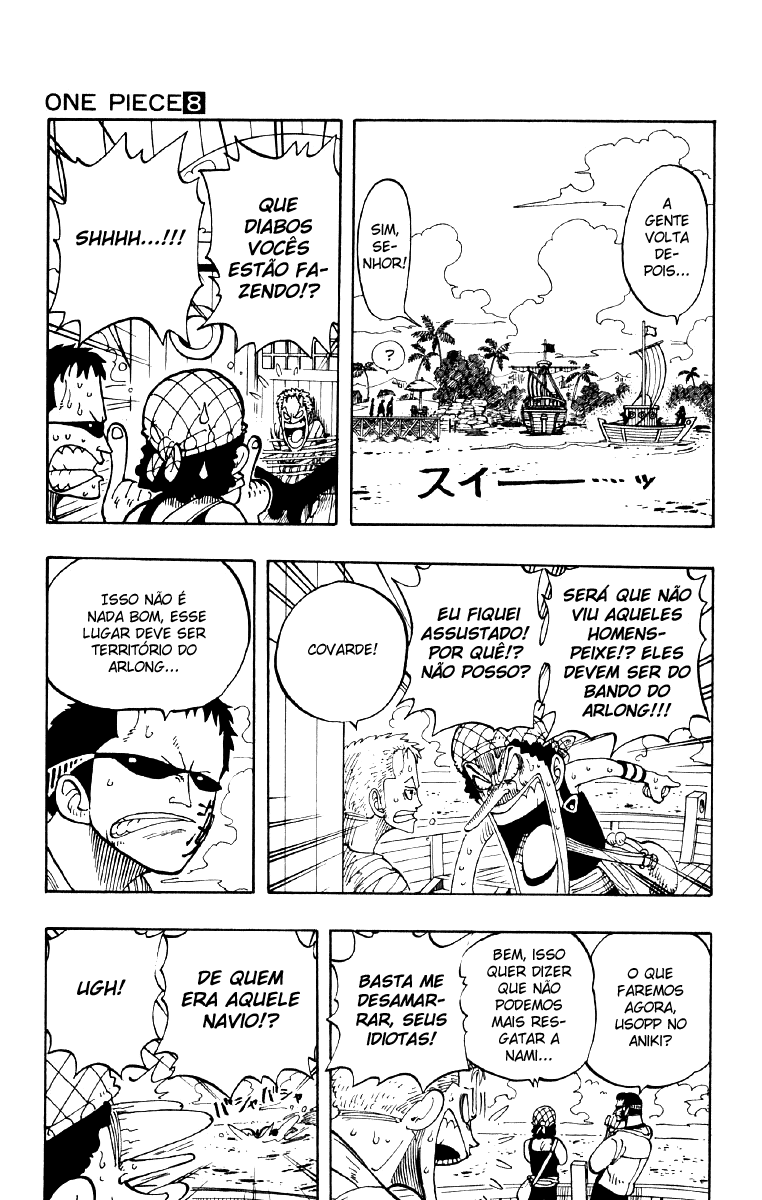 ONE PIECE 8
A
GENTE
VOLTA
DE-
POIS...
SIM,
SE-
NHOR!
?
スイー····ッ
QUE
DIABOS
VOCÊS
ESTÃO FA-
ZENDO!?
SHHHH...!!!
SERÁ QUE NÃO
VIU AQUELES
HOMENS-
PEIXE!? ELES
DEVEM SER DO
BANDO DO
ARLONG!!!
EU FIQUEI
ASSUSTADO!
POR QUÊ!?
NÃO POSSO?
COVARDE!
ISSO NÃO É
NADA BOM, ESSE
LUGAR DEVE SER
TERRITÓRIO DO
ARLONG...
O QUE
FAREMOS
AGORA,
USOPP NO
ANIKI?
BEM, ISSO
QUER DIZER
QUE NÃO
PODEMOS
MAIS RES-
GATAR A
NAMI...
BASTA ME
DESAMAR-
RAR, SEUS
IDIOTAS!
DE QUEM
ERA AQUELE
NAVIO!?
UGH!